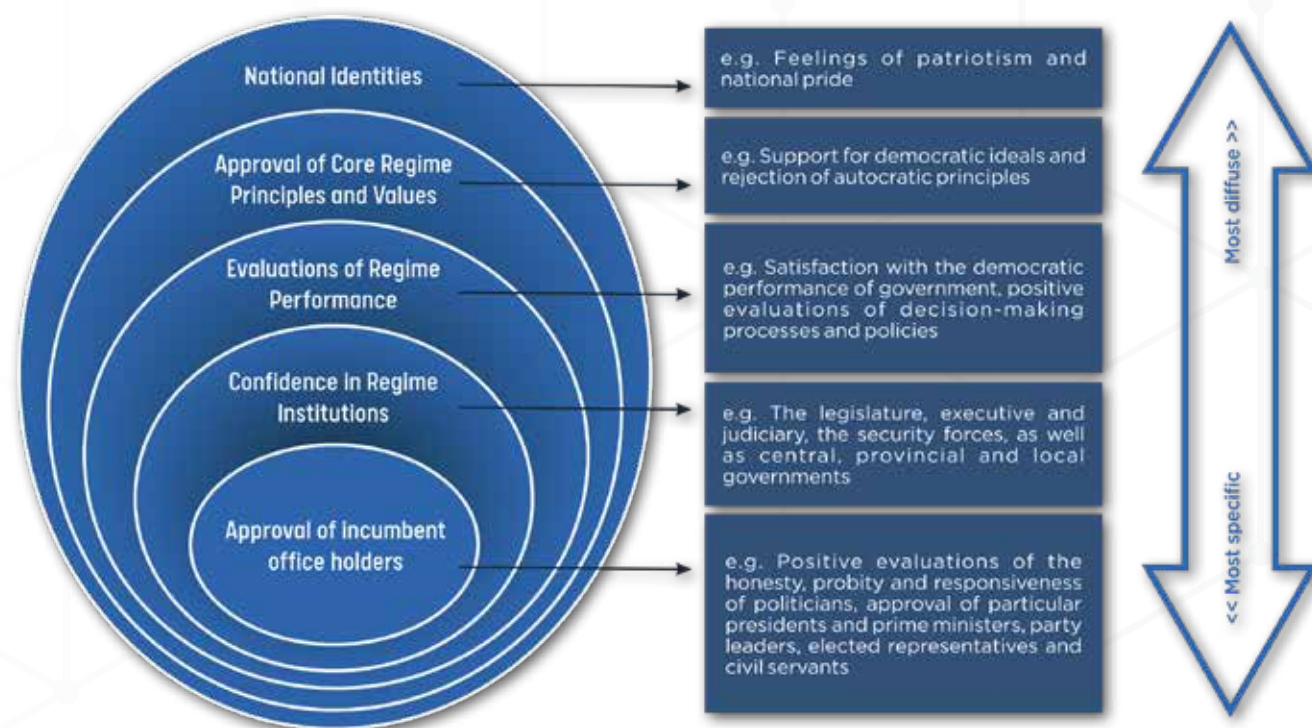 National Identities
e.g. Feelings of patriotism and
national pride
Approval of Core Regime
Principles and Values
e.g. Support for democratic ideals and
rejection of autocratic principles
Evaluations of Regime
Performance
e.g. Satisfaction with the democratic
performance of government, positive
evaluations of decision-making
processes and policies
Confidence in Regime
Institutions
e.g. The legislature, executive and
judiciary, the security forces, as well
as central, provincial and local
governments
Approval of incumbent
office holders
e.g. Positive evaluations of the
honesty, probity and responsiveness
of politicians, approval of particular
presidents and prime ministers, party
leaders, elected representatives and
civil servants
Most diffuse >>
<< Most specific